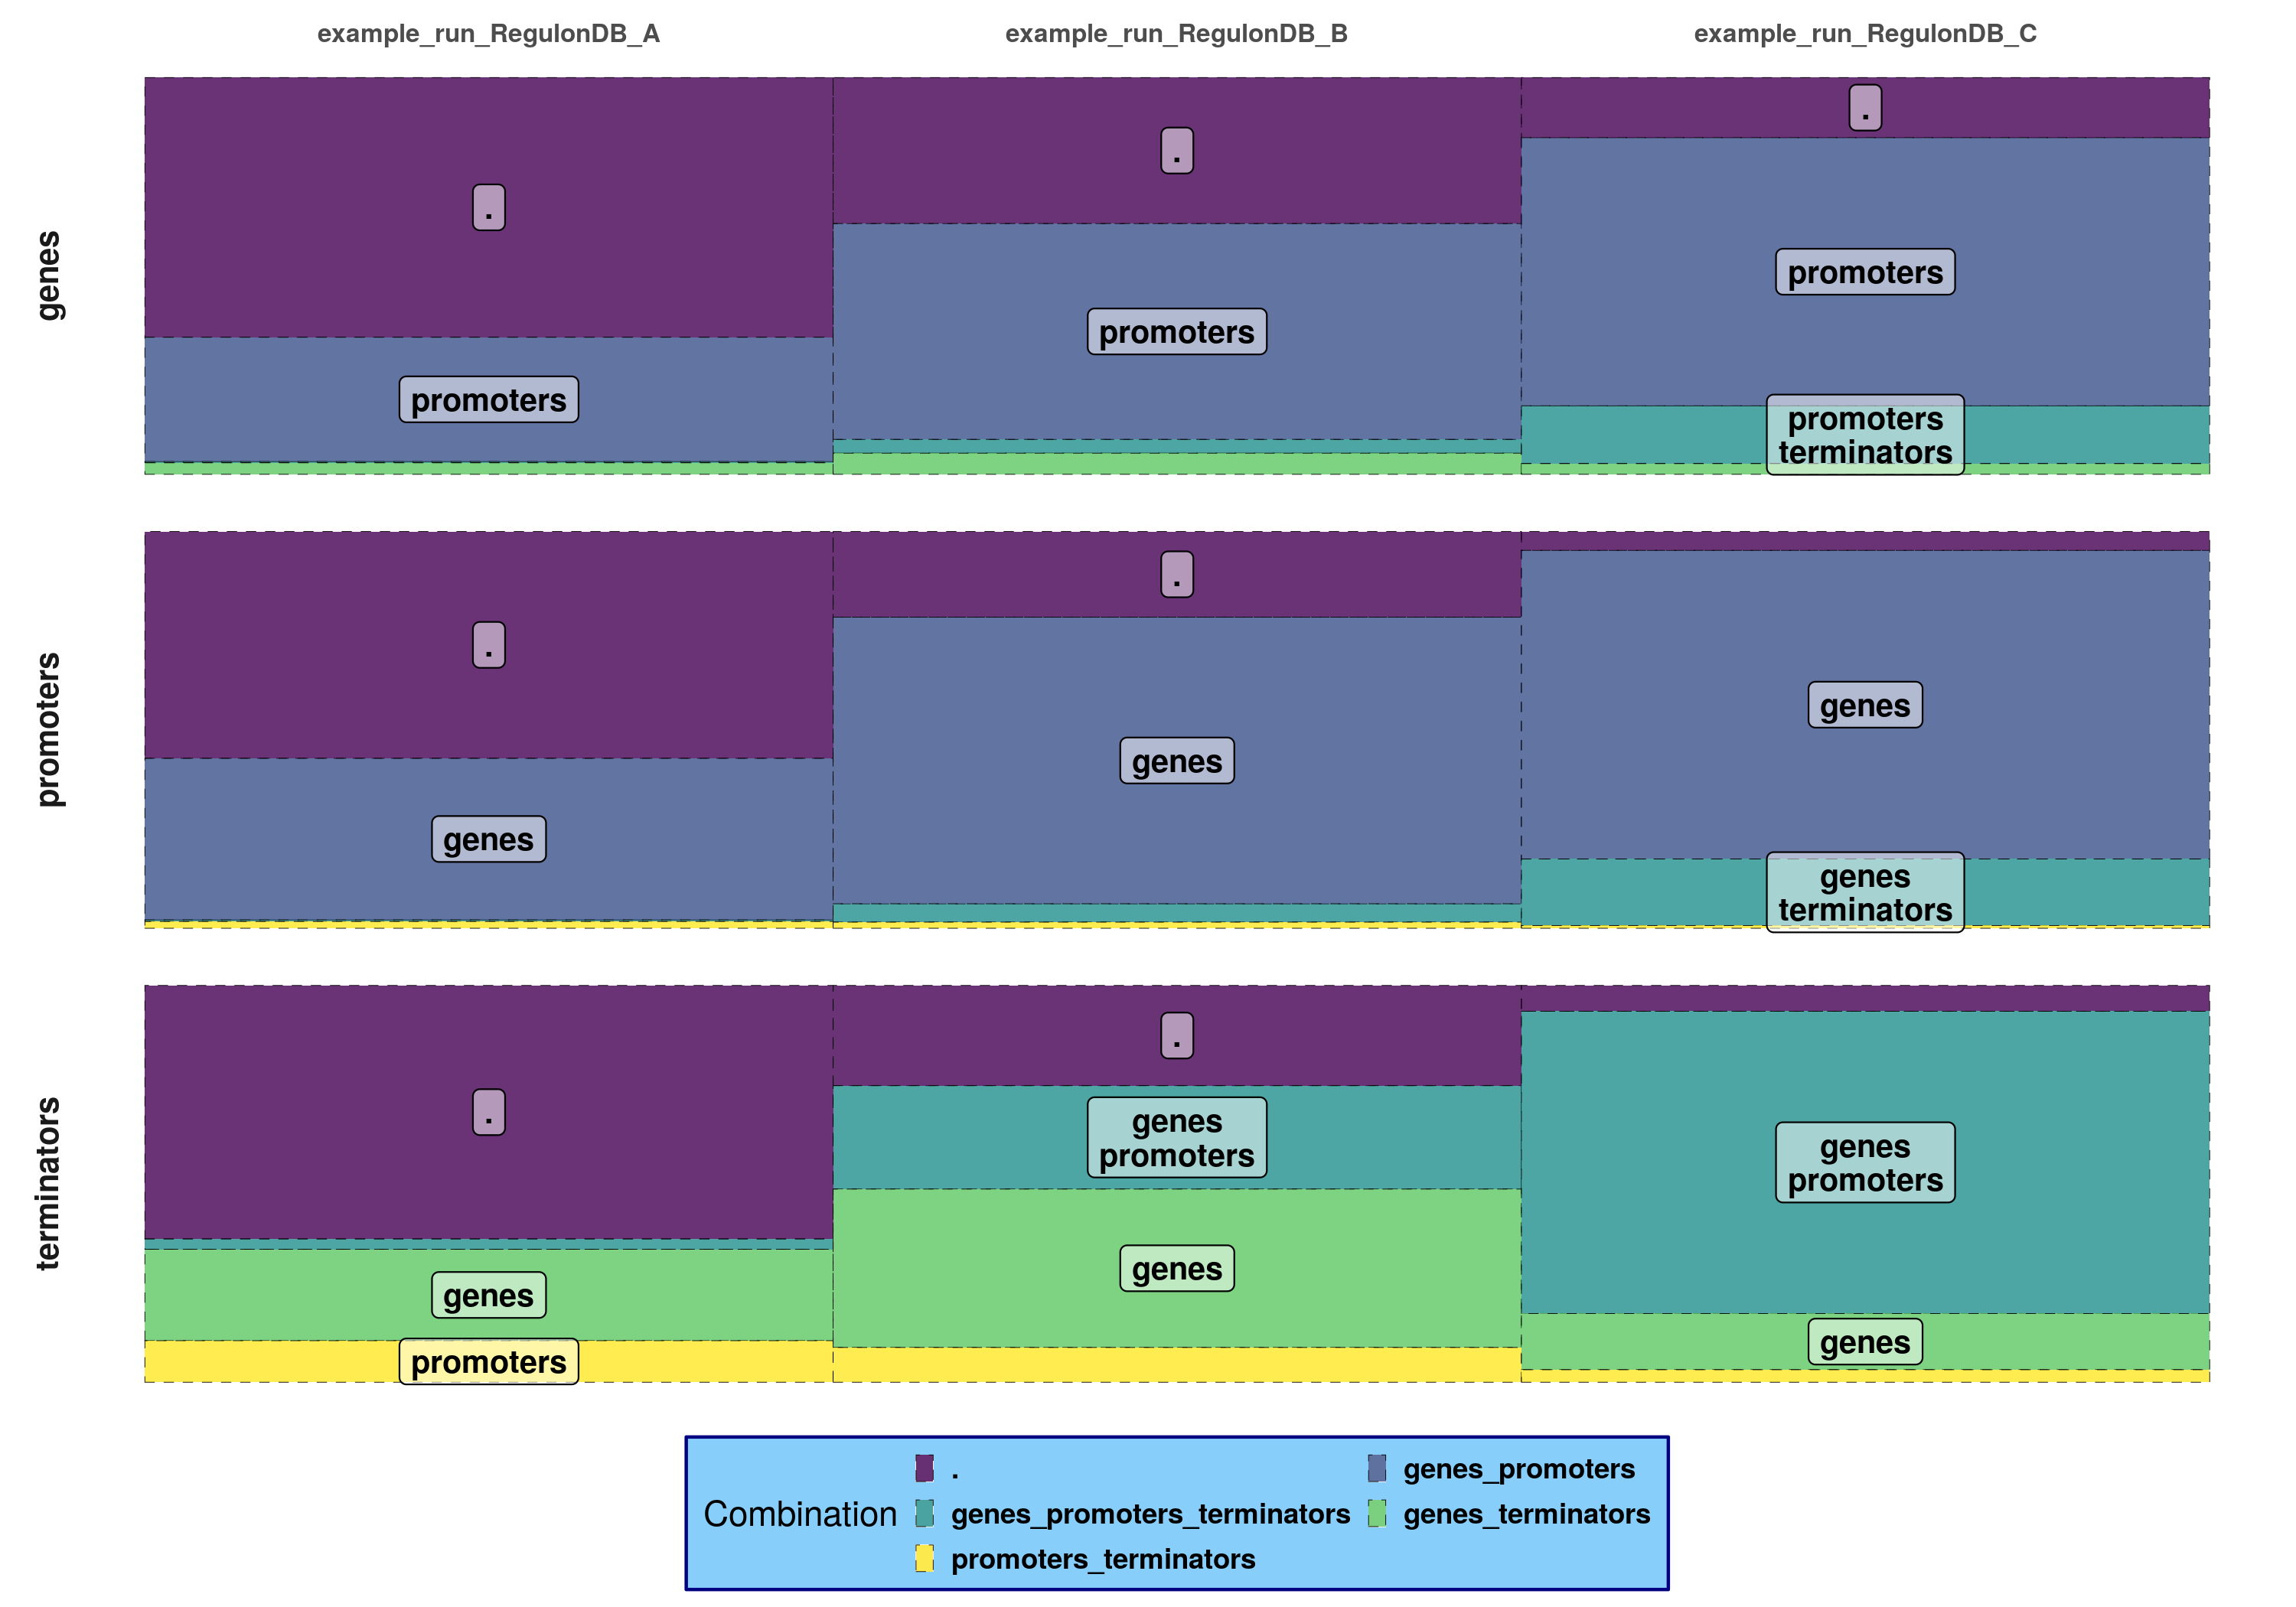 example_run_RegulonDB_A
example_run_RegulonDB_B
example_run_RegulonDB_C
genes
.
.
.
promoters
promoters
promoters
promoters
terminators
promoters
.
.
genes
genes
genes
genes
terminators
terminators
.
.
genes
promoters
genes
promoters
genes
genes
genes
promoters
Combination
.
genes_promoters
genes_promoters_terminators
genes_terminators
promoters_terminators